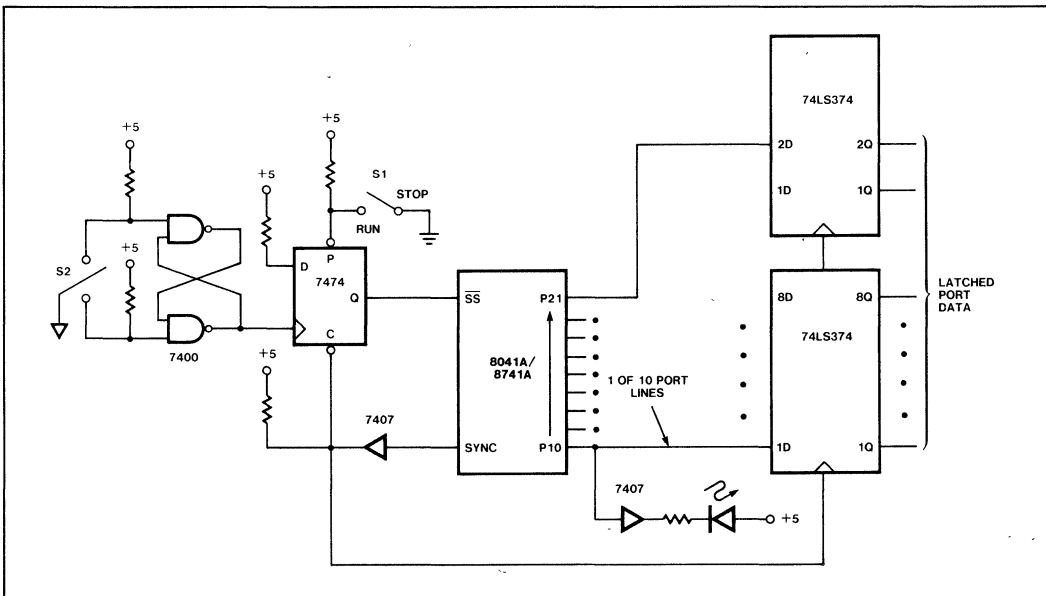 +5
+5
+5
+5
S1
STOP
RUN
S2
7400
D
P
7474
Q
C
+5
7407
SS
SYNC
8041A/
8741A
P21
P10
1 OF 10 PORT
LINES
7407
+5
74LS374
2D
2Q
1D
1Q
8D
8Q
74LS374
1D
1Q
LATCHED
PORT
DATA